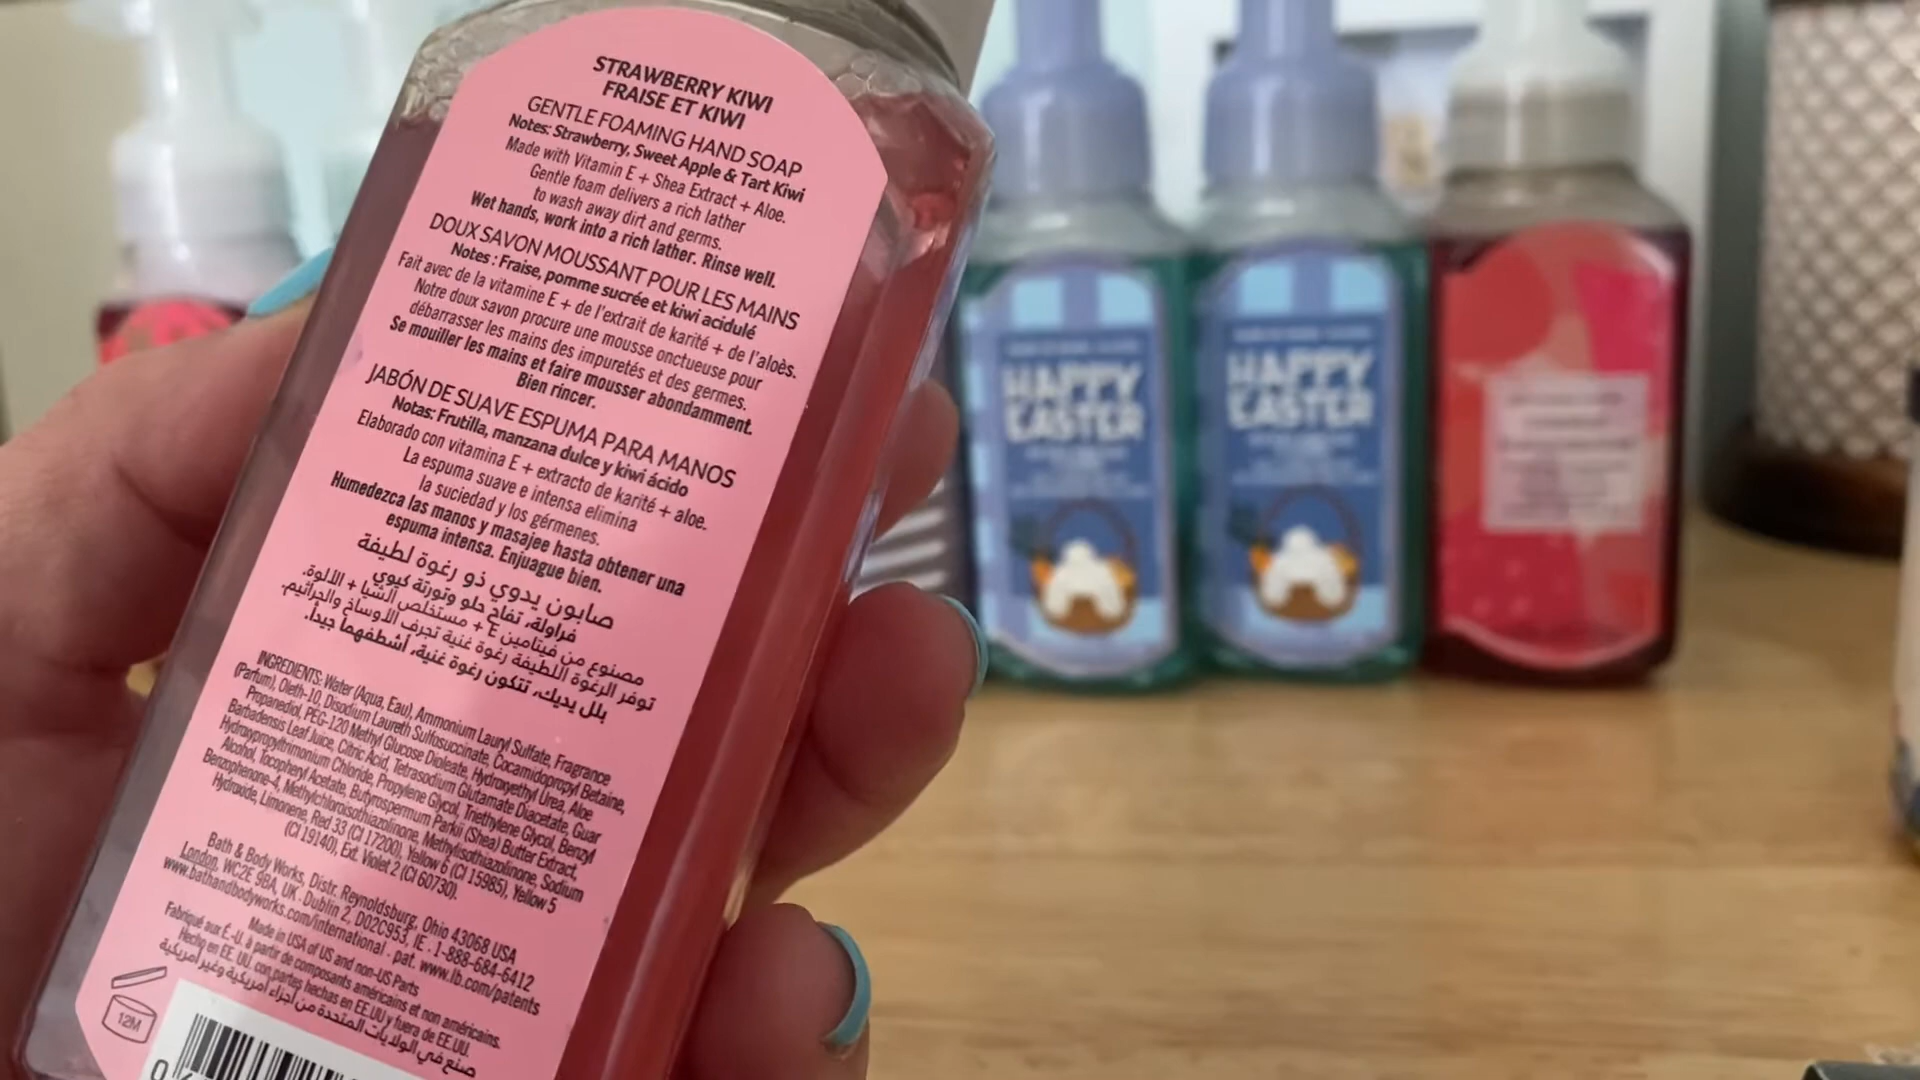 STRAWBERRY KIWI
FRAISE ET KIWI
GENTLE FOAMING HAND SOAP
Notes: Strawberry, Sweet Apple & Tart Kiwi
Made with Vitamin E + Shea Extract + Aloe.
Gentle foam delivers a rich lather
to wash away dirt and germs.
Wet hands, work into a rich lather. Rinse well.
DOUX SAVON MOUSSANT POUR LES MAINS
Notes : Fraise, pomme sucrée et kiwi acidulé
Fait avec de la vitamine E + de l'extrait de karité + de l'aloès.
Notre doux savon procure une mousse onctueuse pour
débarrasser les mains des impuretés et des germes.
Se mouiller les mains et faire mousser abondamment.
Bien rincer.
JABÓN DE SUAVE ESPUMA PARA MANOS
Notas: Frutilla, manzana dulce y kiwi ácido
Elaborado con vitamina E + extracto de karité + aloe.
La espuma suave e intensa elimina
la suciedad y los gérmenes.
Humedezca las manos y masajee hasta obtener una
espuma intensa. Enjuague bien.
صابون يدوي ذو رغوة لطيفة
فراولة، تفاح حلو وتورتة كيوي
مصنوع من فيتامين E + مستخلص الشيا + الألوة.
توفر الرغوة اللطيفة رغوة غنية تجرف الأوساخ والجراثيم.
بلل يديك، تتكون رغوة غنية، أشطفهما جيداً.
INGREDIENTS: Water (Aqua, Eau), Ammonium Lauryl Sulfate, Fragrance
(Parfum), Oleth-10, Disodium Laureth Sulfosuccinate, Cocamidopropyl Betaine,
Propanediol, PEG-120 Methyl Glucose Dioleate, Hydroxyethyl Urea, Aloe
Barbadensis Leaf Juice, Citric Acid, Tetrasodium Glutamate Diacetate, Guar
Hydroxypropyltrimonium Chloride, Propylene Glycol, Triethylene Glycol, Benzyl
Alcohol, Tocopheryl Acetate, Butyrospermum Parkii (Shea) Butter Extract,
Benzophenone-4, Methylchloroisothiazolinone, Methylisothiazolinone, Sodium
Hydroxide, Limonene, Red 33 (CI 17200), Yellow 6 (CI 15985), Yellow 5
(CI 19140), Ext. Violet 2 (CI 60730).
Bath & Body Works, Distr. Reynoldsburg, Ohio 43068 USA
London, WC2E 9BA, UK . Dublin 2, D02C953, IE . 1-888-684-6412
www.bathandbodyworks.com/international . pat. www.lb.com/patents
Made in USA of US and non-US Parts
Fabriqué aux É.-U. à partir de composants américains et non américains.
Hecho en EE. UU. con partes hechas en EE.UU y fuera de EE.UU.
صنع في الولايات المتحدة من أجزاء أمريكية وغير أمريكية
12M
0
HAPPY
EASTER
HAPPY
EASTER